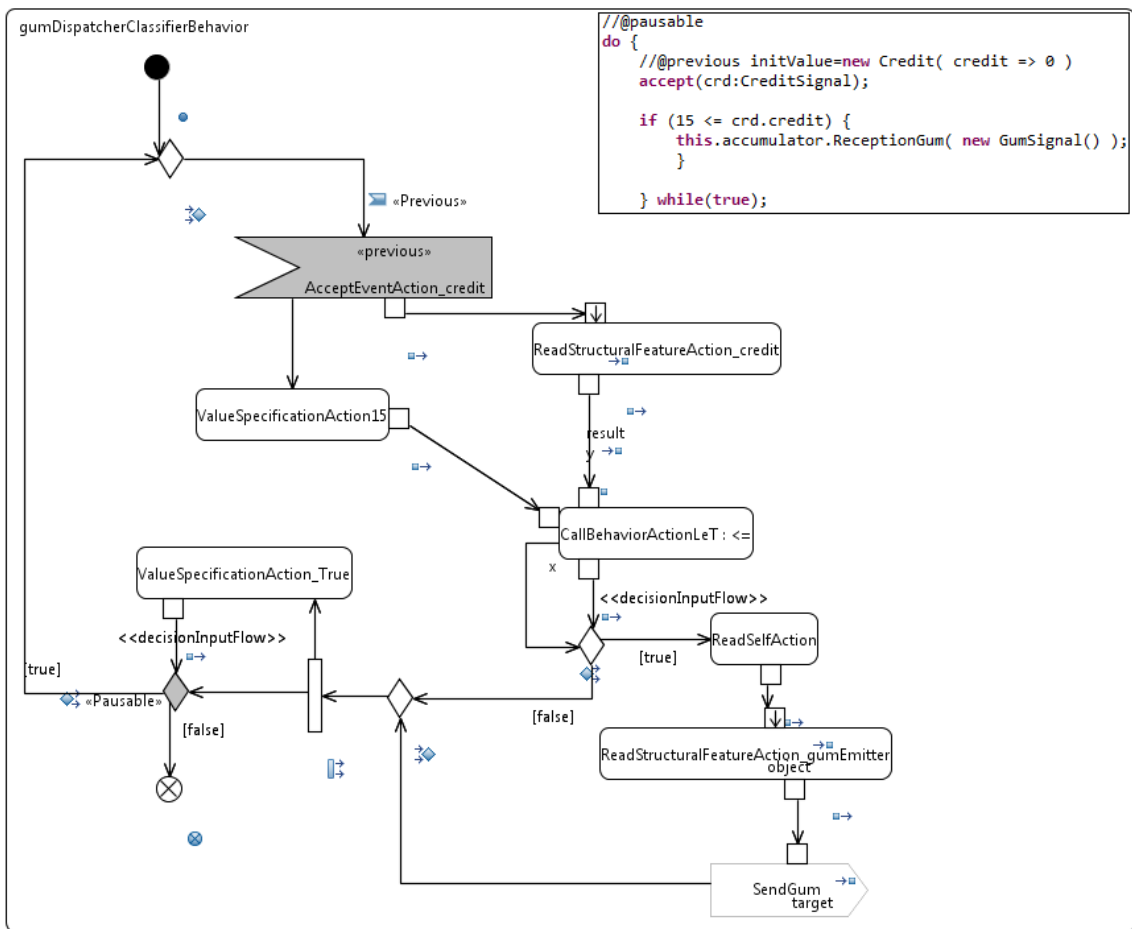 gumDispatcherClassifierBehavior
//@pausable
do {
//@previous initValue=new Credit( credit => 0 )
accept(crd:CreditSignal);
if (15 <= crd.credit) {
this.accumulator.ReceptionGum( new GumSignal() );
}
} while(true);
«Previous»
«previous»
AcceptEventAction_credit
ReadStructuralFeatureAction_credit
ValueSpecificationAction15
result
y
CallBehaviorActionLeT : <=
x
ValueSpecificationAction_True
<<decisionInputFlow>>
<<decisionInputFlow>>
ReadSelfAction
[true]
[true]
«Pausable»
[false]
[false]
ReadStructuralFeatureAction_gumEmitter
object
SendGum
target